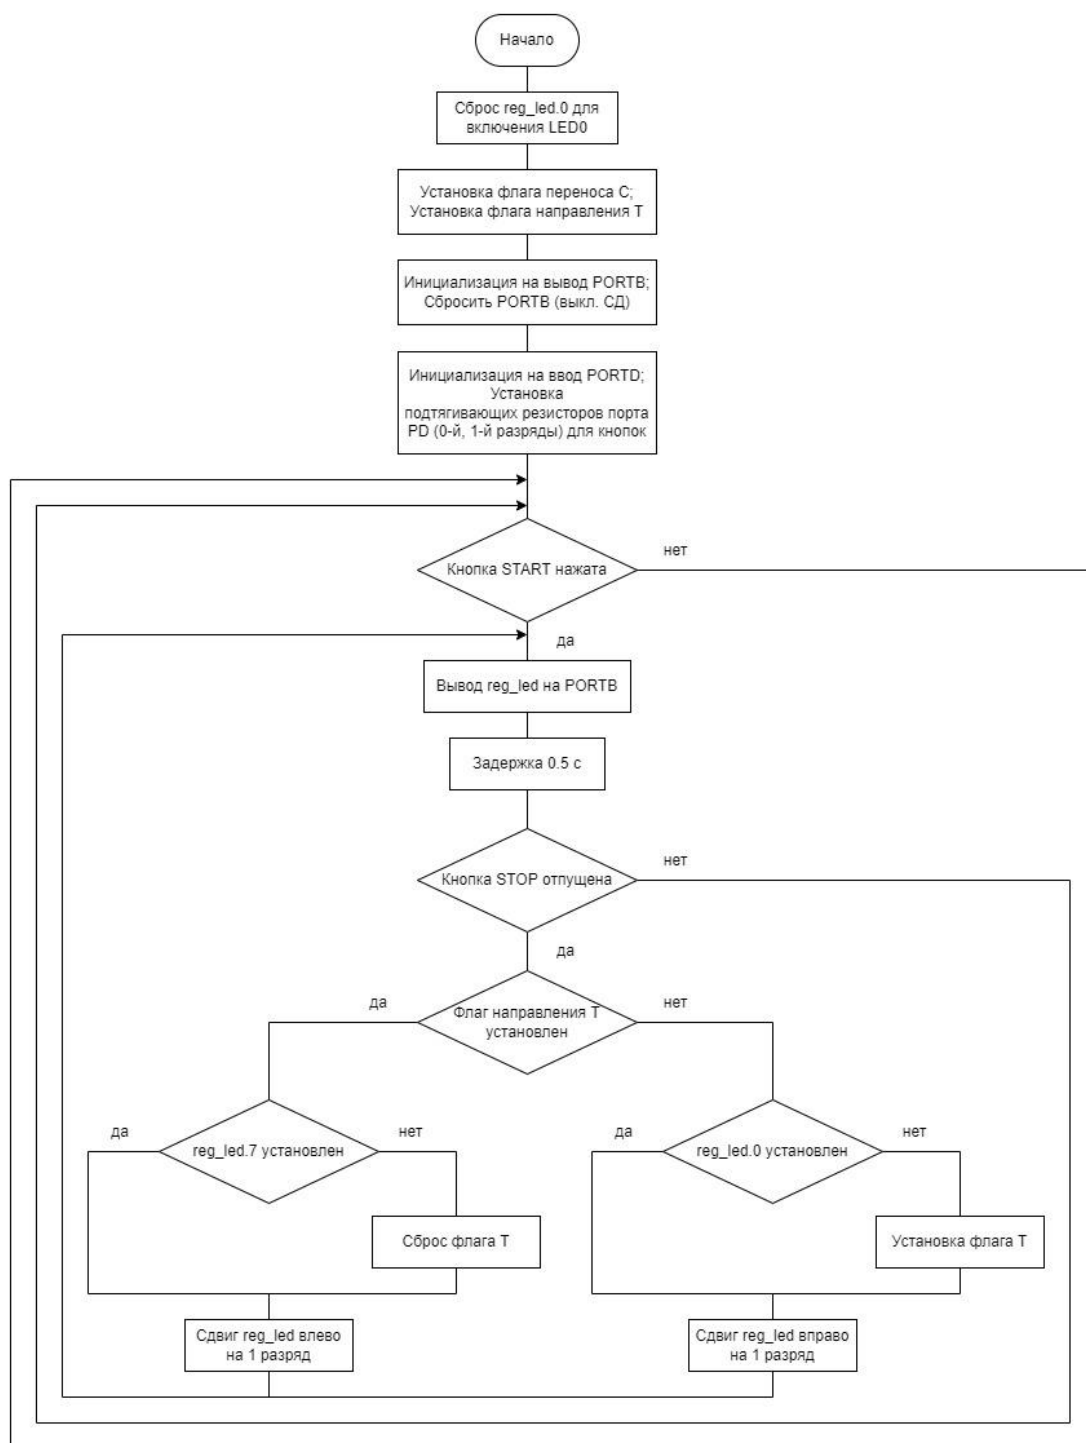 Начало
Сброс reg_led.0 для
включения LED0
Установка флага переноса C;
Установка флага направления T
Инициализация на вывод PORTB;
Сбросить PORTB (выкл. СД)
Инициализация на ввод PORTD;
Установка
подтягивающих резисторов порта
PD (0-й, 1-й разряды) для кнопок
нет
Кнопка START нажата
да
Вывод reg_led на PORTB
Задержка 0.5 с
нет
Кнопка STOP отпущена
да
да
Флаг направления T
установлен
нет
да
reg_led.7 установлен
нет
да
reg_led.0 установлен
нет
Сброс флага T
Установка флага T
Сдвиг reg_led влево
на 1 разряд
Сдвиг reg_led вправо
на 1 разряд